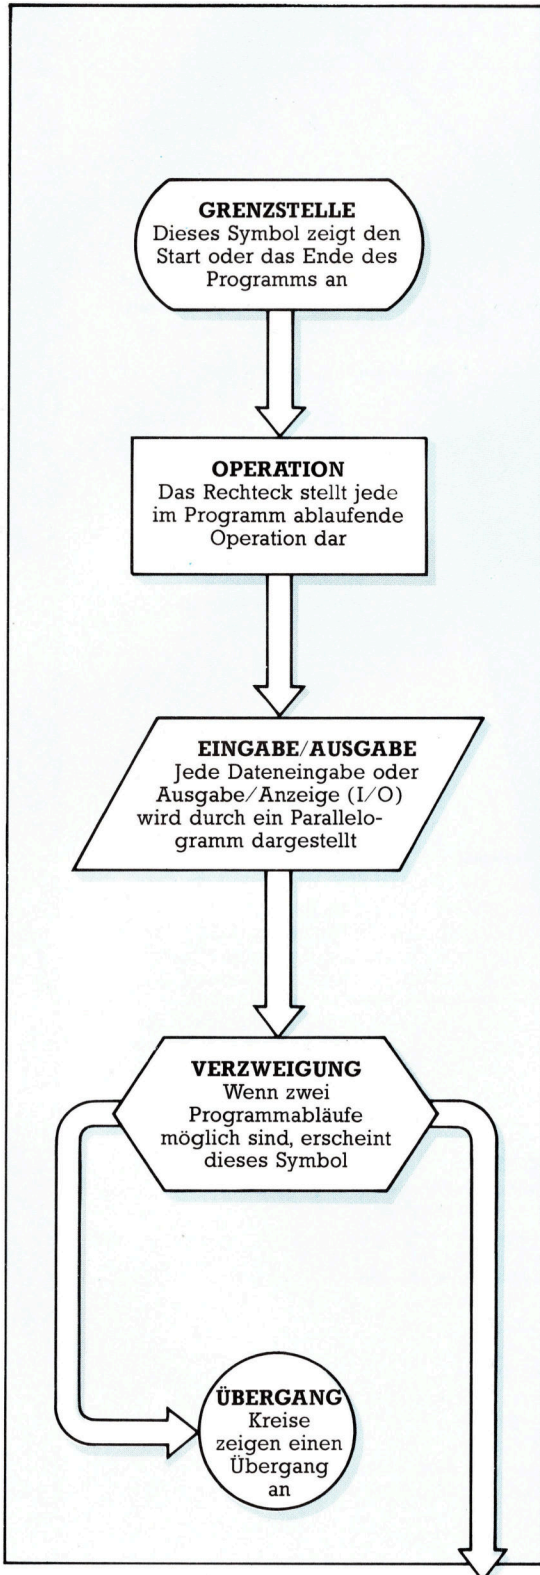 GRENZSTELLE
Dieses Symbol zeigt den
Start oder das Ende des
Programms an
OPERATION
Das Rechteck stellt jede
im Programm ablaufende
Operation dar
EINGABE/AUSGABE
Jede Dateneingabe oder
Ausgabe/Anzeige (I/O)
wird durch ein Parallelo-
gramm dargestellt
VERZWEIGUNG
Wenn zwei
Programmabläufe
möglich sind, erscheint
dieses Symbol
ÜBERGANG
Kreise
zeigen einen
Übergang
an